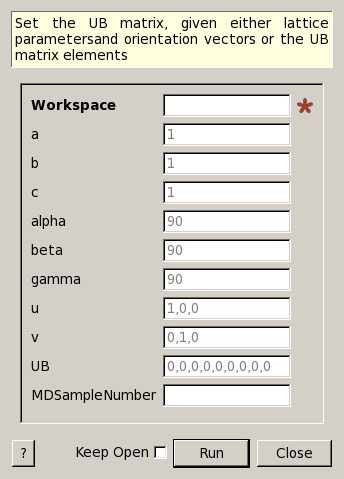 Set the UB matrix, given either lattice
parametersand orientation vectors or the UB
matrix elements
Workspace *
a 1
b 1
c 1
alpha 90
beta 90
gamma 90
u 1,0,0
v 0,1,0
UB 0,0,0,0,0,0,0,0,0
MDSampleNumber
? Keep Open Run Close